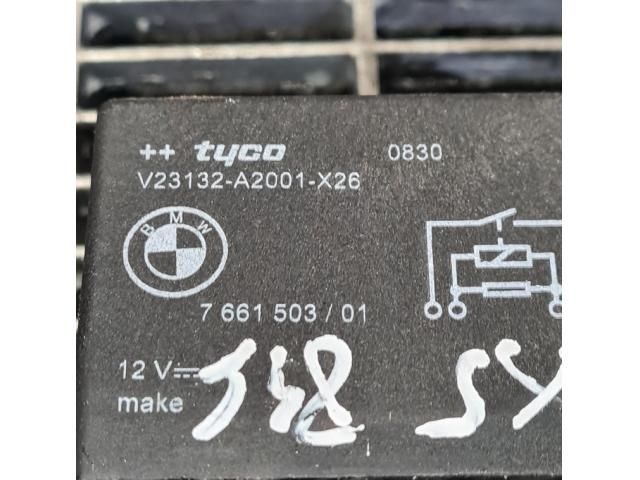 ++ tyco 0830
V23132-A2001-X26
BMW
7 661 503 / 01
12 V
make